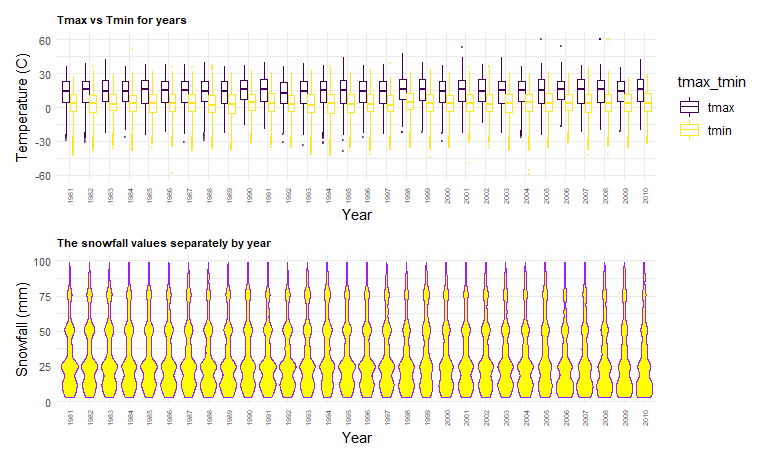 Tmax vs Tmin for years
Temperature (C)
60
30
0
-30
-60
1981 1982 1983 1984 1985 1986 1987 1988 1989 1990 1991 1992 1993 1994 1995 1996 1997 1998 1999 2000 2001 2002 2003 2004 2005 2006 2007 2008 2009 2010
Year
tmax_tmin
tmax
tmin
The snowfall values separately by year
Snowfall (mm)
100
75
50
25
0
1981 1982 1983 1984 1985 1986 1987 1988 1989 1990 1991 1992 1993 1994 1995 1996 1997 1998 1999 2000 2001 2002 2003 2004 2005 2006 2007 2008 2009 2010
Year